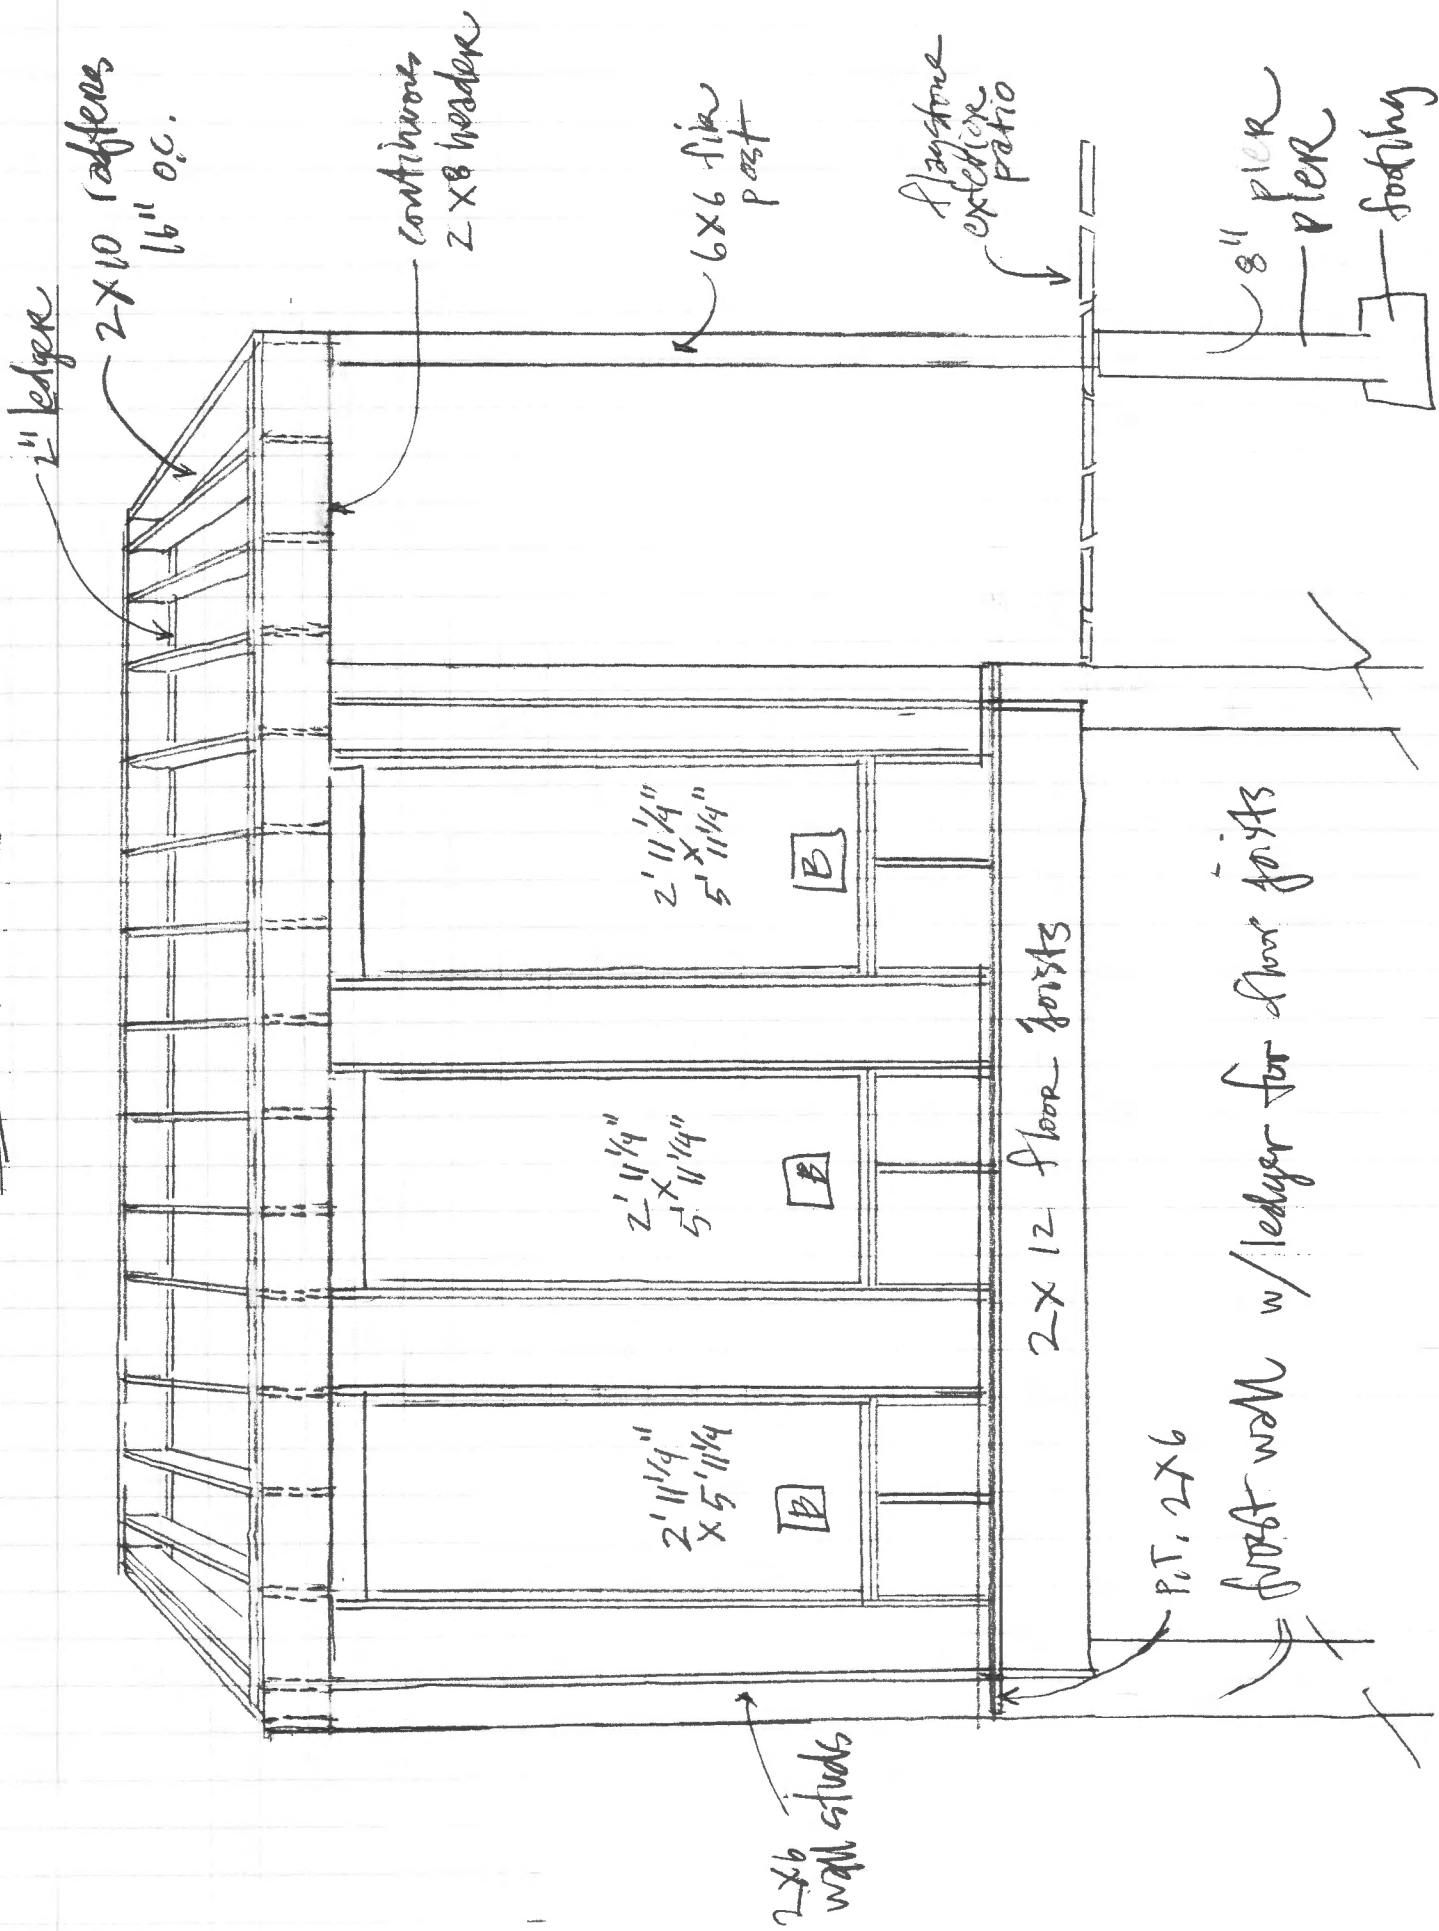 2" ledger
2X10 rafters
16" o.c.
continuous
2X8 header
6X6 fir
post
flagstone
exterior
patio
8" pier
pier
footing
2' 11 1/4"
X
5' 11 1/4"
B
2' 11 1/4"
X
5' 11 1/4"
B
2' 11 1/4"
X 5' 11 1/4
B
2X6
wall studs
2X12 floor joists
P.T. 2X6
frost wall w/ledger for floor joists